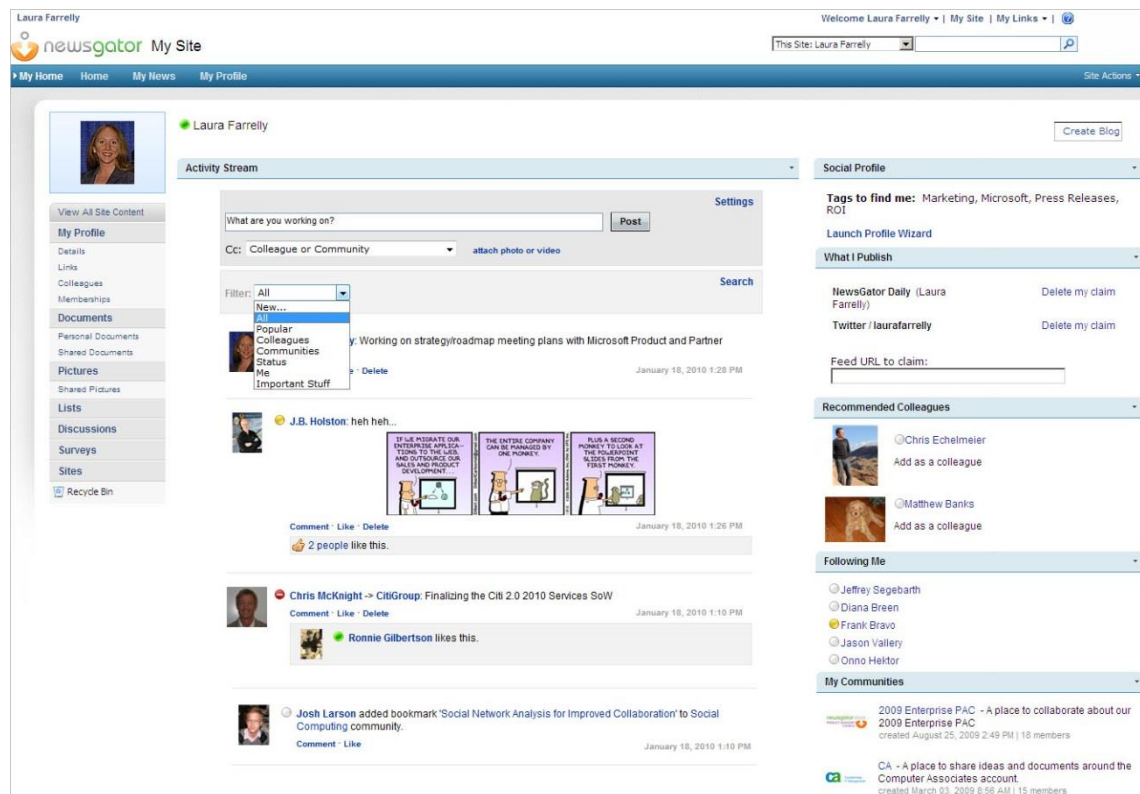 Laura Farrelly
Welcome Laura Farrelly | My Site | My Links |
newsgator My Site
This Site: Laura Farrelly
My Home Home My News My Profile Site Actions
Laura Farrelly
Create Blog
View All Site Content
My Profile
Details
Links
Colleagues
Memberships
Documents
Personal Documents
Shared Documents
Pictures
Shared Pictures
Lists
Discussions
Surveys
Sites
Recycle Bin
Activity Stream
Settings
What are you working on? Post
Cc: Colleague or Community attach photo or video
Search
Filter: All
New...
All
Popular
Colleagues
Communities
Status
Me
Important Stuff
y: Working on strategy/roadmap meeting plans with Microsoft Product and Partner
· Delete January 18, 2010 1:28 PM
J.B. Holston: heh heh...
IF WE MIGRATE OUR
ENTERPRISE APPLICA-
TIONS TO THE WEB,
AND OUTSOURCE OUR
SALES AND PRODUCT
DEVELOPMENT...
THE ENTIRE COMPANY
CAN BE MANAGED BY
ONE MONKEY.
PLUS A SECOND
MONKEY TO LOOK AT
THE POWERPOINT
SLIDES FROM THE
FIRST MONKEY.
Comment · Like · Delete January 18, 2010 1:26 PM
2 people like this.
Chris McKnight -> CitiGroup: Finalizing the Citi 2.0 2010 Services SoW
Comment · Like · Delete January 18, 2010 1:10 PM
Ronnie Gilbertson likes this.
Josh Larson added bookmark 'Social Network Analysis for Improved Collaboration' to Social
Computing community.
Comment · Like January 18, 2010 1:10 PM
Social Profile
Tags to find me: Marketing, Microsoft, Press Releases,
ROI
Launch Profile Wizard
What I Publish
NewsGator Daily (Laura
Farrelly) Delete my claim
Twitter / laurafarrelly Delete my claim
Feed URL to claim:
Recommended Colleagues
Chris Echelmeier
Add as a colleague
Matthew Banks
Add as a colleague
Following Me
Jeffrey Segebarth
Diana Breen
Frank Bravo
Jason Vallery
Onno Hektor
My Communities
2009 Enterprise PAC - A place to collaborate about our
2009 Enterprise PAC
created August 25, 2009 2:49 PM | 18 members
ca
CA - A place to share ideas and documents around the
Computer Associates account.
created March 03, 2009 8:56 AM | 15 members